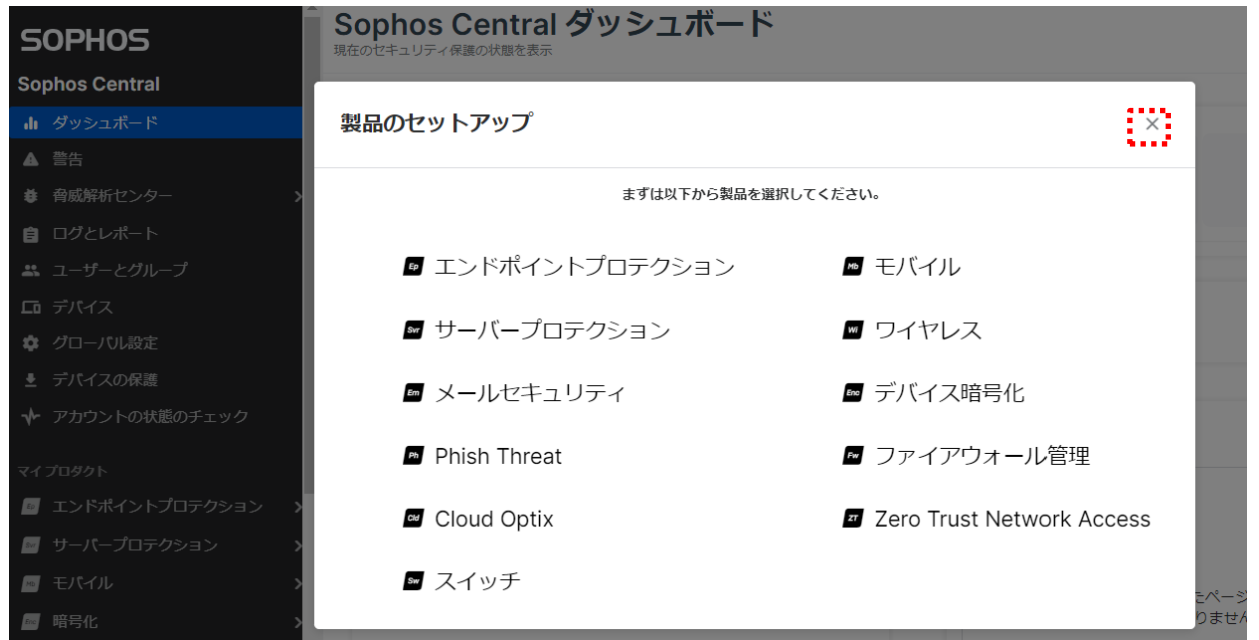 SOPHOS
Sophos Central
ダッシュボード
警告
脅威解析センター
ログとレポート
ユーザーとグループ
デバイス
グローバル設定
デバイスの保護
アカウントの状態のチェック
マイプロダクト
Ep エンドポイントプロテクション
Svr サーバープロテクション
Mb モバイル
Enc 暗号化
Sophos Central ダッシュボード
現在のセキュリティ保護の状態を表示
製品のセットアップ
まずは以下から製品を選択してください。
Ep エンドポイントプロテクション
Mb モバイル
Svr サーバープロテクション
Wi ワイヤレス
Em メールセキュリティ
Enc デバイス暗号化
Ph Phish Threat
Fw ファイアウォール管理
Cld Cloud Optix
ZT Zero Trust Network Access
Sw スイッチ
たページ
りません